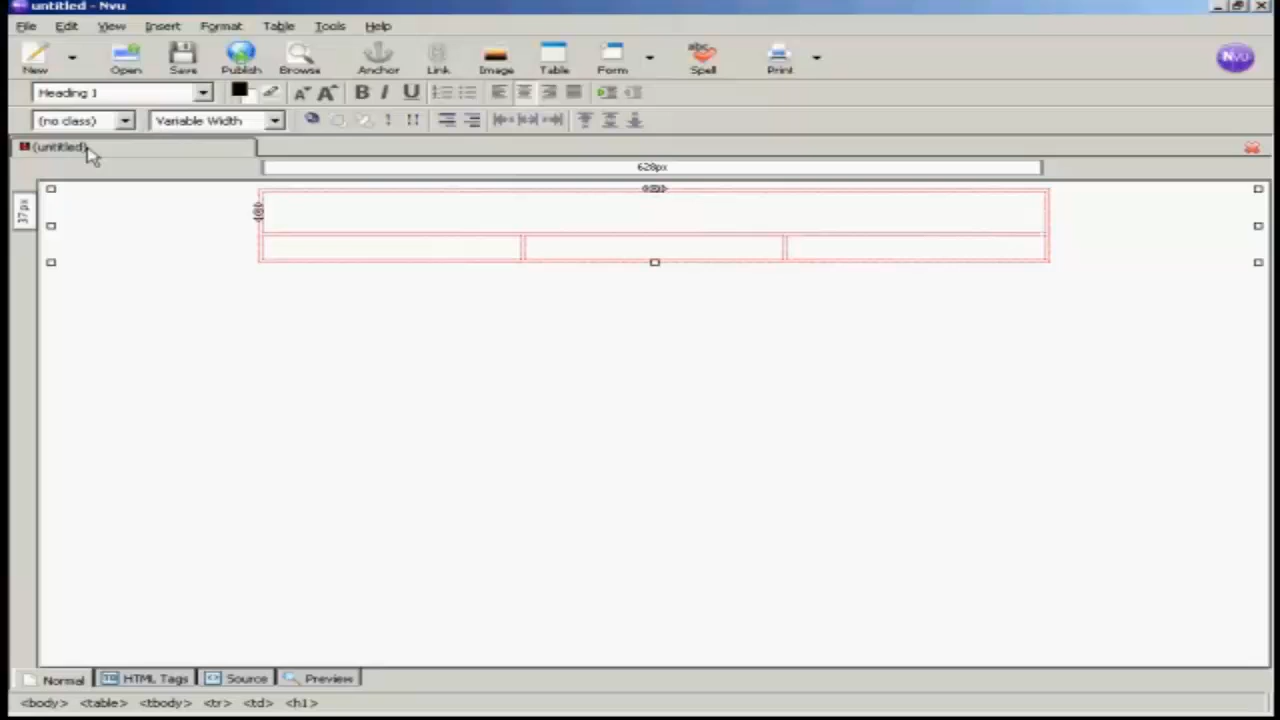 untitled - Nvu
File Edit View Insert Format Table Tools Help
New Open Save Publish Browse Anchor Link Image Table Form Spell Print
Heading 1
(no class) Variable Width
(untitled)
628px
37px
Normal HTML Tags Source Preview
<body> <table> <tbody> <tr> <td> <h1>